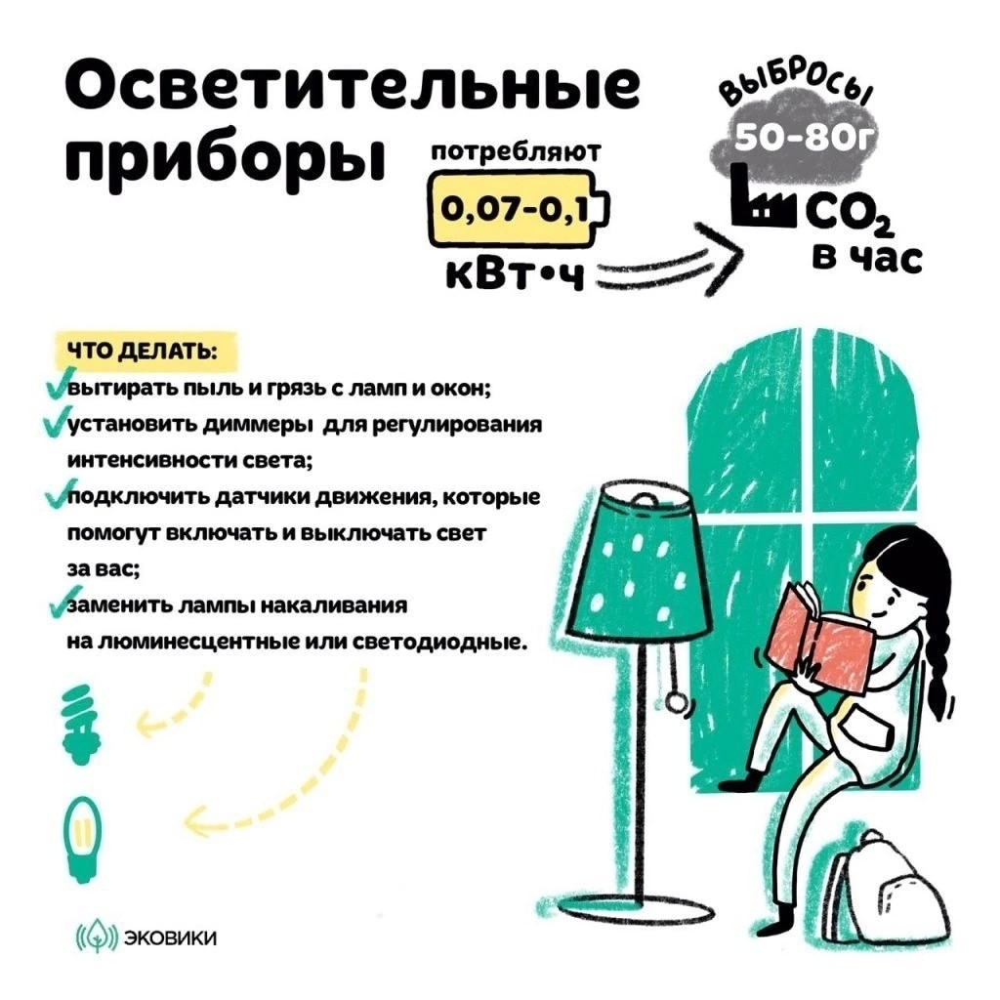 Осветительные
приборы
потребляют
0,07-0,1
кВт•ч
ВЫБРОСЫ
50-80г
CO₂
в час
ЧТО ДЕЛАТЬ:
вытирать пыль и грязь с ламп и окон;
установить диммеры для регулирования
интенсивности света;
подключить датчики движения, которые
помогут включать и выключать свет
за вас;
заменить лампы накаливания
на люминесцентные или светодиодные.
ЭКОВИКИ